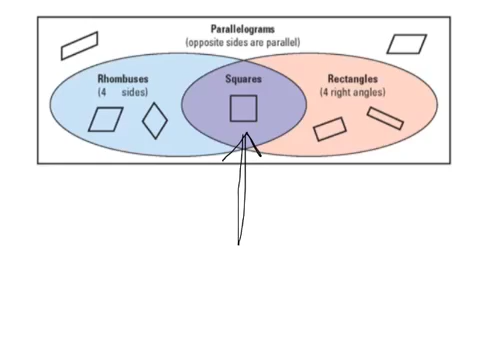 Parallelograms
(opposite sides are parallel)
Rhombuses
(4 sides)
Squares
Rectangles
(4 right angles)